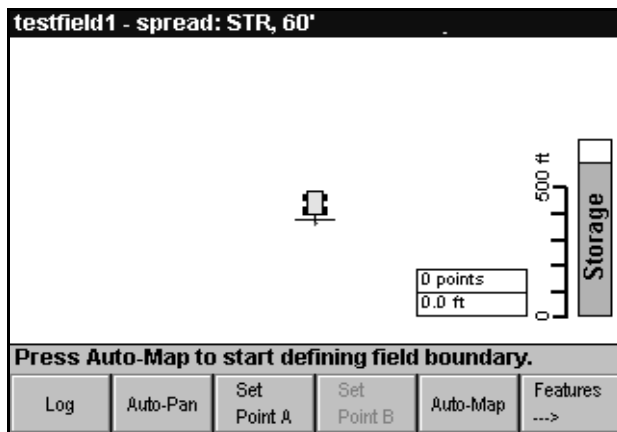 testfield1 - spread: STR, 60'
500 ft
0
Storage
0 points
0.0 ft
Press Auto-Map to start defining field boundary.
Log
Auto-Pan
Set
Point A
Set
Point B
Auto-Map
Features
--->